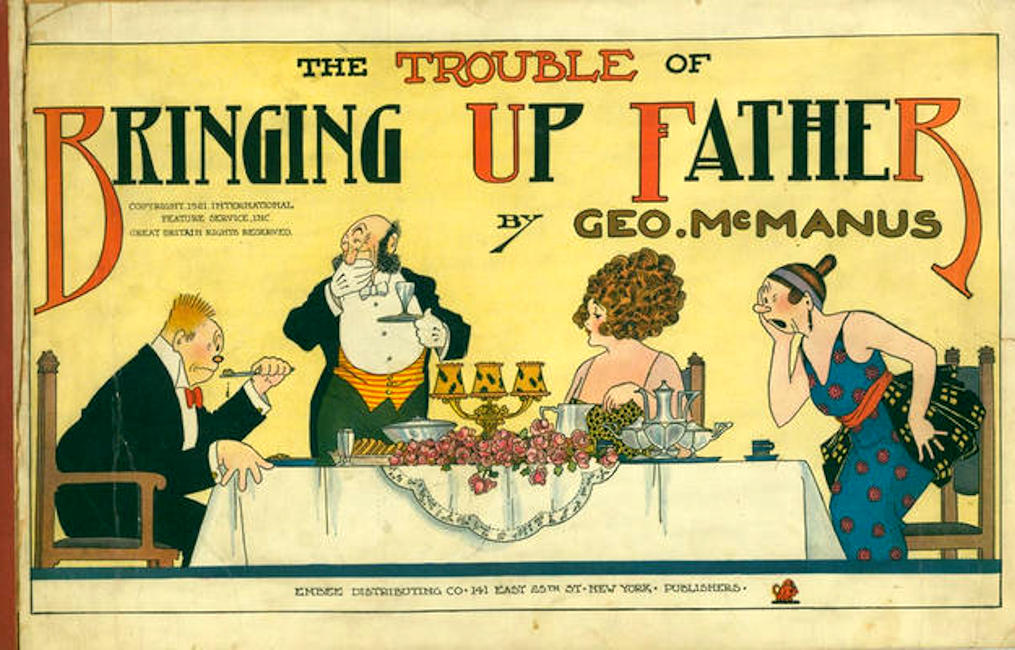 THE TROUBLE OF
BRINGING UP FATHER
COPYRIGHT, 1921, INTERNATIONAL
FEATURE SERVICE, INC
GREAT BRITAIN RIGHTS RESERVED.
BY GEO. McMANUS
EMBEE DISTRIBUTING CO · 141 EAST 25TH ST · NEW YORK · PUBLISHERS ·